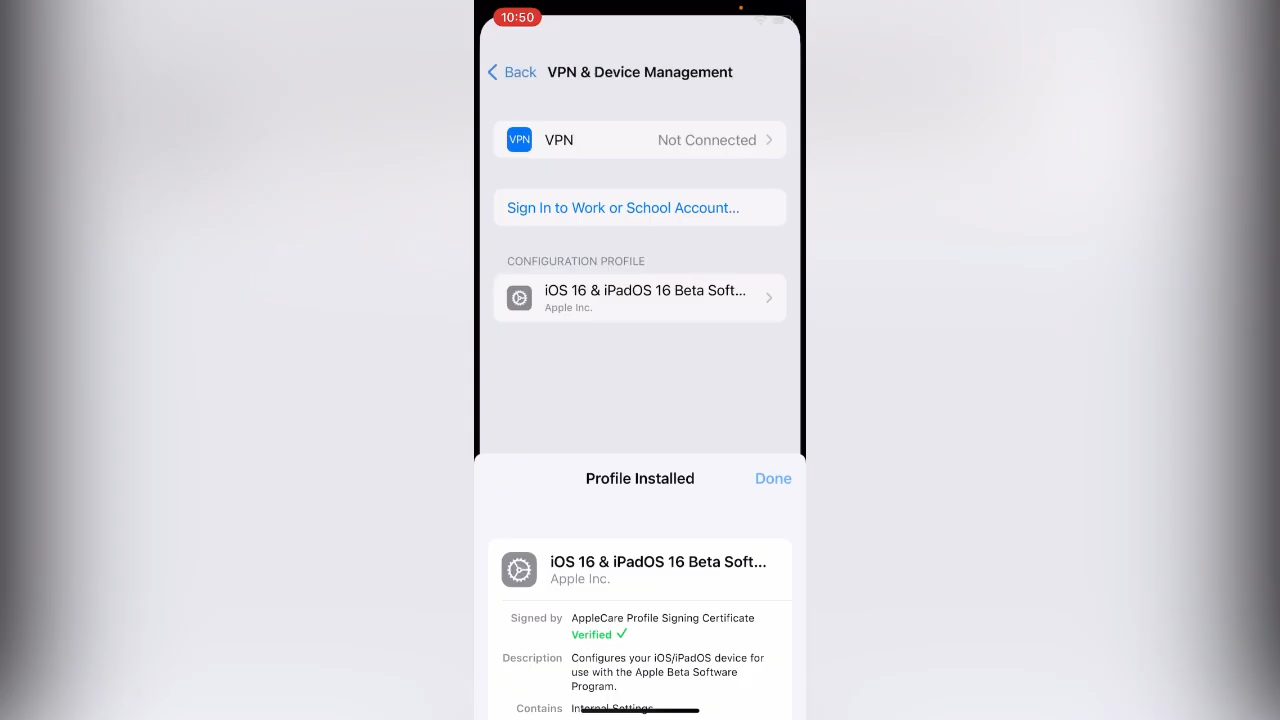 10:50
Back VPN & Device Management
VPN VPN Not Connected
Sign In to Work or School Account...
CONFIGURATION PROFILE
iOS 16 & iPadOS 16 Beta Soft...
Apple Inc.
Profile Installed Done
iOS 16 & iPadOS 16 Beta Soft...
Apple Inc.
Signed by AppleCare Profile Signing Certificate
Verified ✓
Description Configures your iOS/iPadOS device for
use with the Apple Beta Software
Program.
Contains Internal Settings